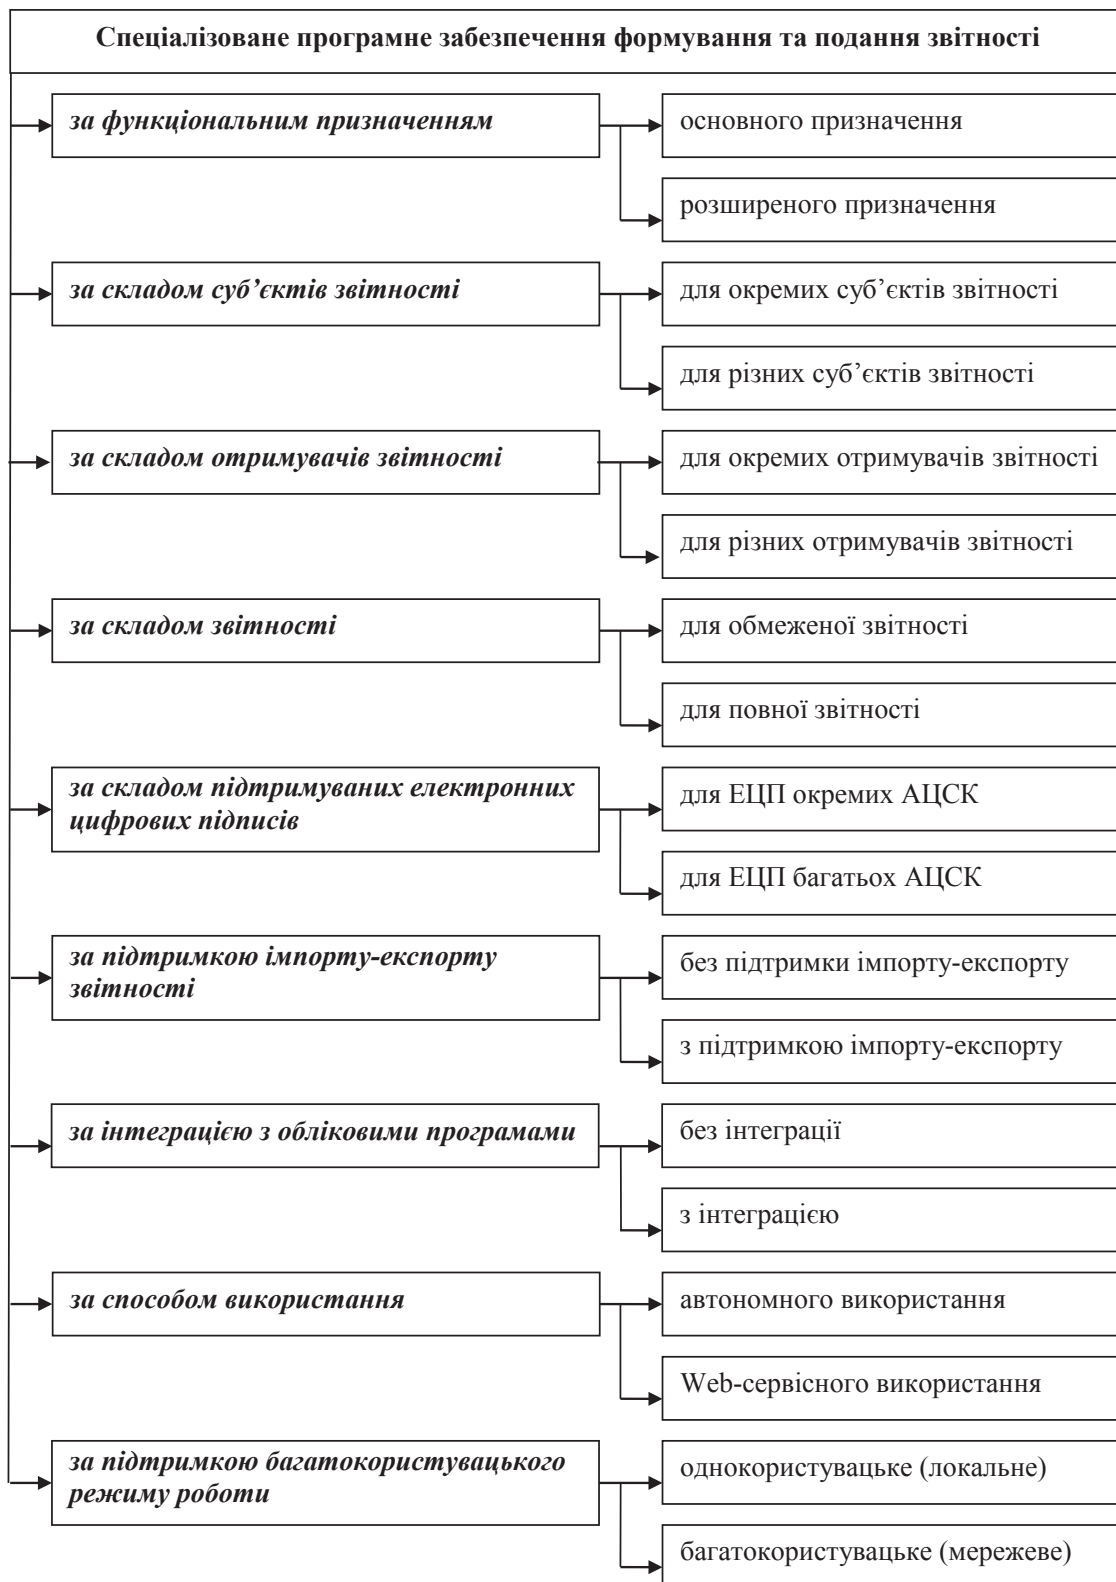 Спеціалізоване програмне забезпечення формування та подання звітності
за функціональним призначенням
основного призначення
розширеного призначення
за складом суб’єктів звітності
для окремих суб’єктів звітності
для різних суб’єктів звітності
за складом отримувачів звітності
для окремих отримувачів звітності
для різних отримувачів звітності
за складом звітності
для обмеженої звітності
для повної звітності
за складом підтримуваних електронних
цифрових підписів
для ЕЦП окремих АЦСК
для ЕЦП багатьох АЦСК
за підтримкою імпорту-експорту
звітності
без підтримки імпорту-експорту
з підтримкою імпорту-експорту
за інтеграцією з обліковими програмами
без інтеграції
з інтеграцією
за способом використання
автономного використання
Web-сервісного використання
за підтримкою багатокористувацького
режиму роботи
однокористувацьке (локальне)
багатокористувацьке (мережеве)